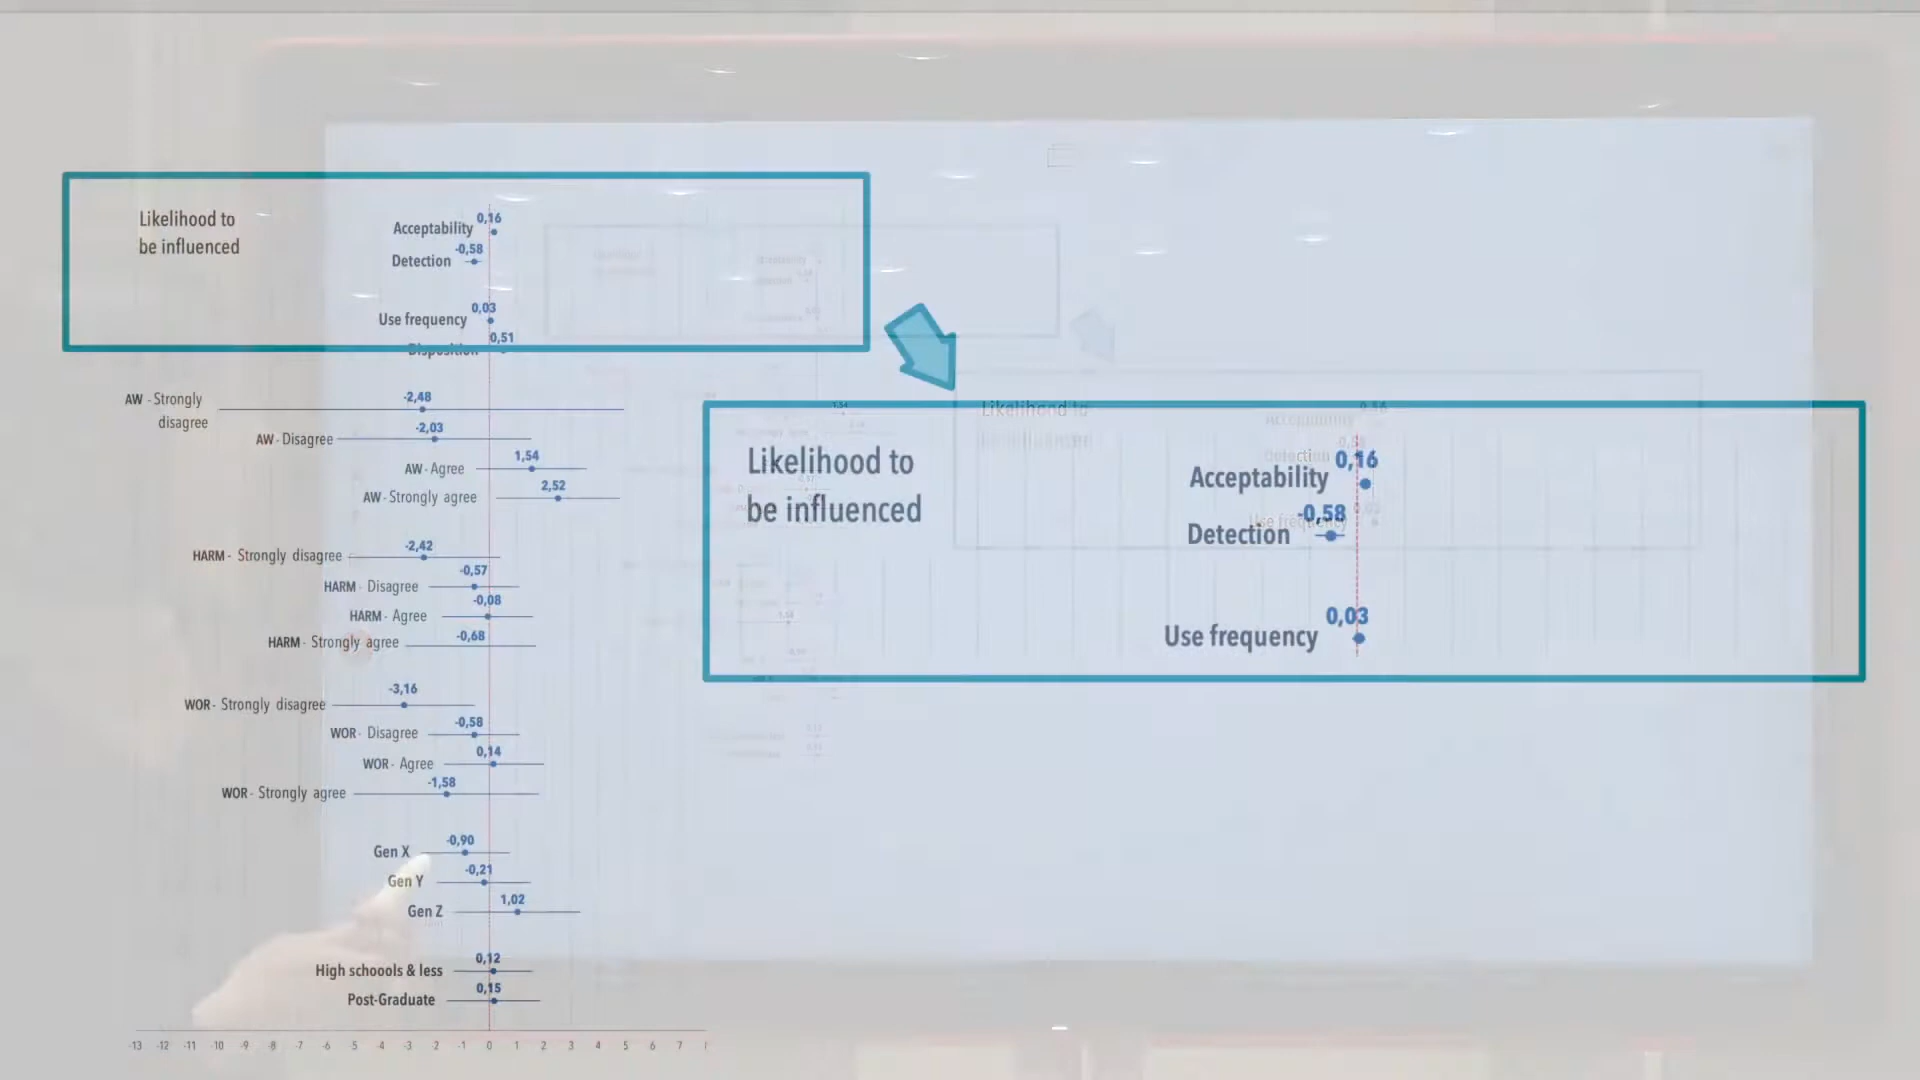 Likelihood to
be influenced
0,16
Acceptability
-0,58
Detection
0,03
Use frequency
0,51
Disposition
AW - Strongly
disagree
-2,48
-2,03
AW - Disagree
1,54
AW - Agree
2,52
AW - Strongly agree
-2,42
HARM - Strongly disagree
-0,57
HARM - Disagree
-0,08
HARM - Agree
-0,68
HARM - Strongly agree
-3,16
WOR - Strongly disagree
-0,58
WOR - Disagree
0,14
WOR - Agree
-1,58
WOR - Strongly agree
-0,90
Gen X
-0,21
Gen Y
1,02
Gen Z
0,12
High schoools & less
0,15
Post-Graduate
-13 -12 -11 -10 -9 -8 -7 -6 -5 -4 -3 -2 -1 0 1 2 3 4 5 6 7
Likelihood to
be influenced
0,16
Acceptability
-0,58
Detection
0,03
Use frequency